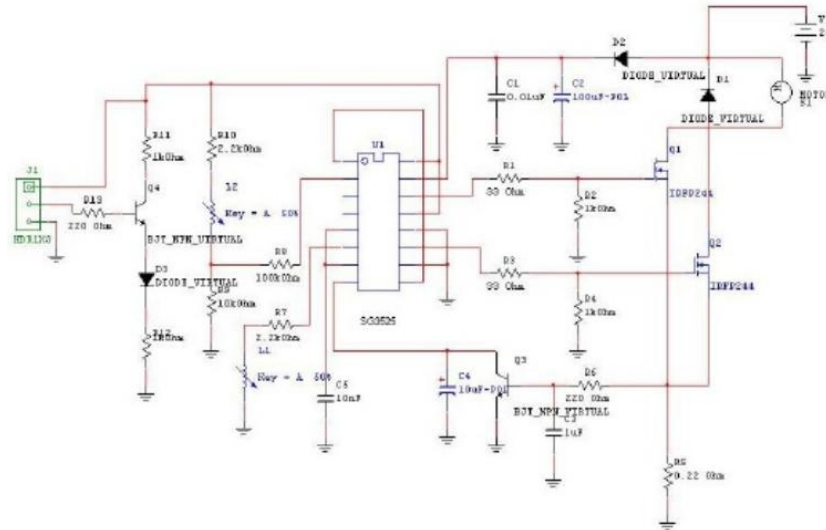 V
2
D2
DIODE_VIRTUAL
D1
DIODE_VIRTUAL
C1
0.01uF
C2
100uF-POl
M
R11
1kOhm
R10
2.2kOhm
U1
J1
HDR1X3
Q4
R13
220 Ohm
BJT_NPN_VIRTUAL
L2
Key = A 50%
R1
33 Ohm
R2
1kOhm
Q1
IRFP244
Q2
IRFP244
D3
DIODE_VIRTUAL
R8
100kOhm
10kOhm
R3
33 Ohm
R4
1kOhm
SG3525
R7
2.2kOhm
L1
Key = A 50%
R12
1kOhm
C5
10nF
C4
10uF-POl
Q3
BJT_NPN_VIRTUAL
R6
220 Ohm
C3
1uF
R5
0.22 Ohm